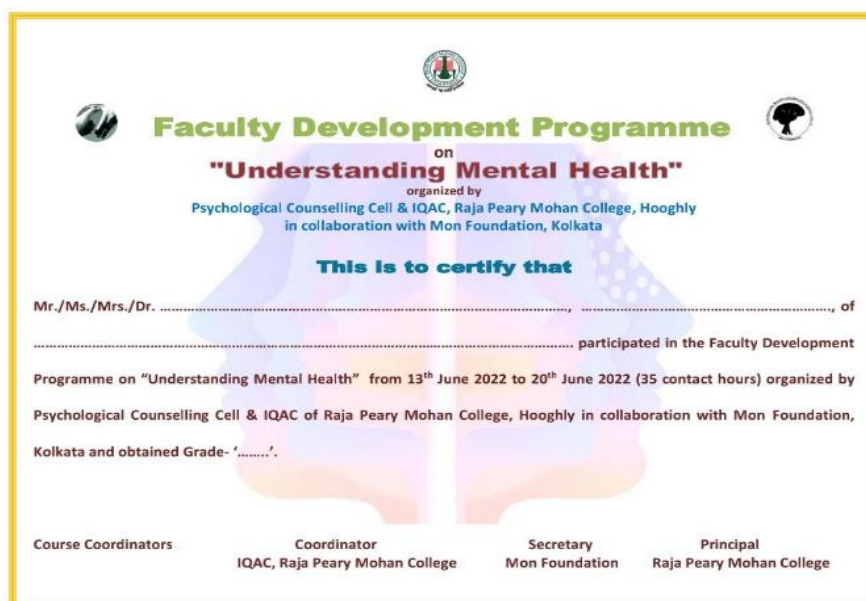 Faculty Development Programme
on
"Understanding Mental Health"
organized by
Psychological Counselling Cell & IQAC, Raja Peary Mohan College, Hooghly
in collaboration with Mon Foundation, Kolkata
This is to certify that
Mr./Ms./Mrs./Dr. ……………………………………………………………………………………………, ………………………………………………………., of
…………………………………………………………………………………………………………………………. participated in the Faculty Development
Programme on “Understanding Mental Health” from 13th June 2022 to 20th June 2022 (35 contact hours) organized by
Psychological Counselling Cell & IQAC of Raja Peary Mohan College, Hooghly in collaboration with Mon Foundation,
Kolkata and obtained Grade- ‘……..’.
Course Coordinators Coordinator Secretary Principal
IQAC, Raja Peary Mohan College Mon Foundation Raja Peary Mohan College